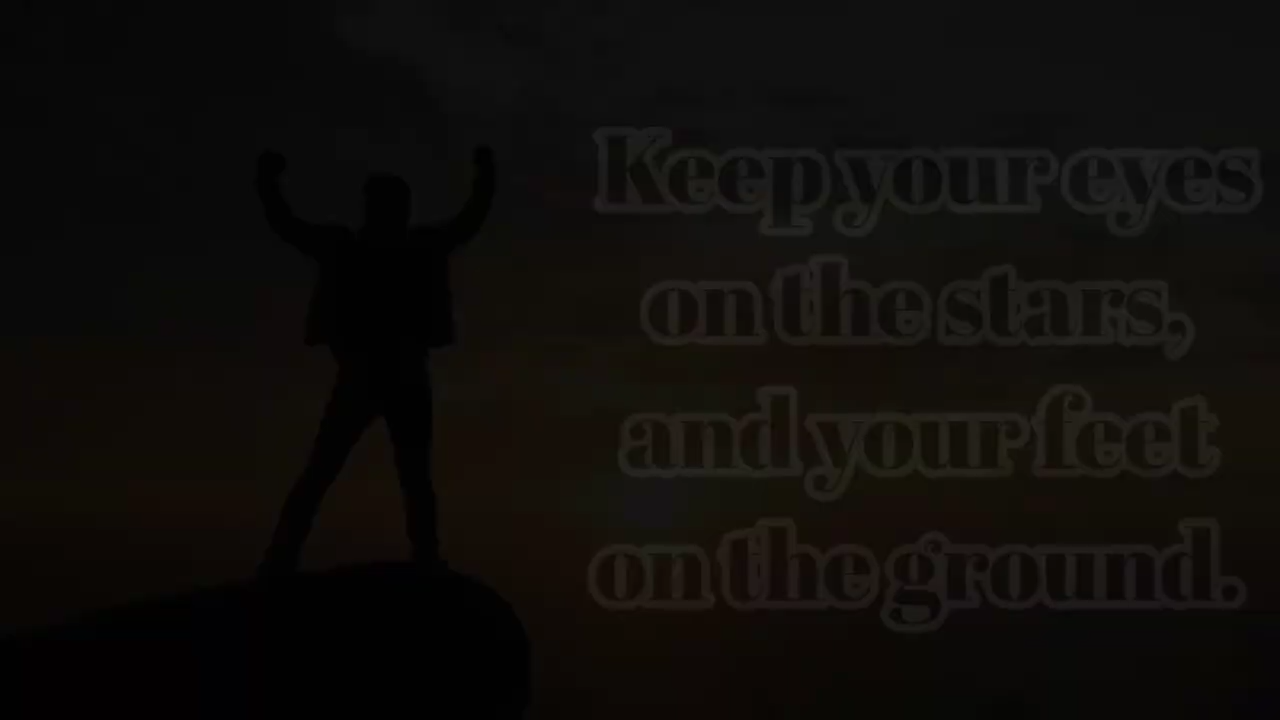 Keep your eyes
on the stars,
and your feet
on the ground.